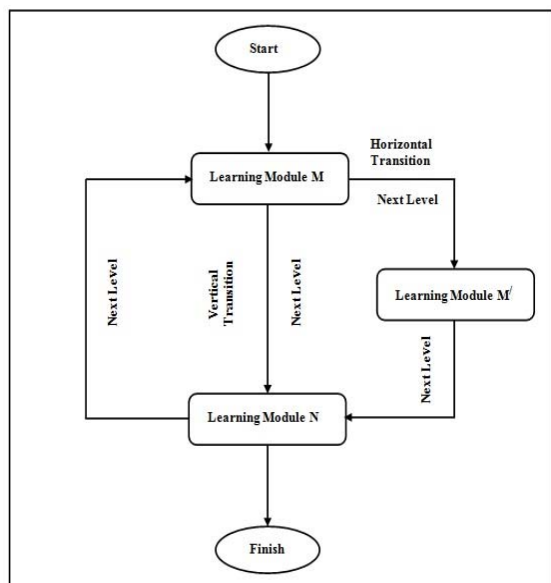 Start
Learning Module M
Horizontal
Transition
Next Level
Next Level
Vertical
Transition
Next Level
Learning Module M/
Next Level
Learning Module N
Finish